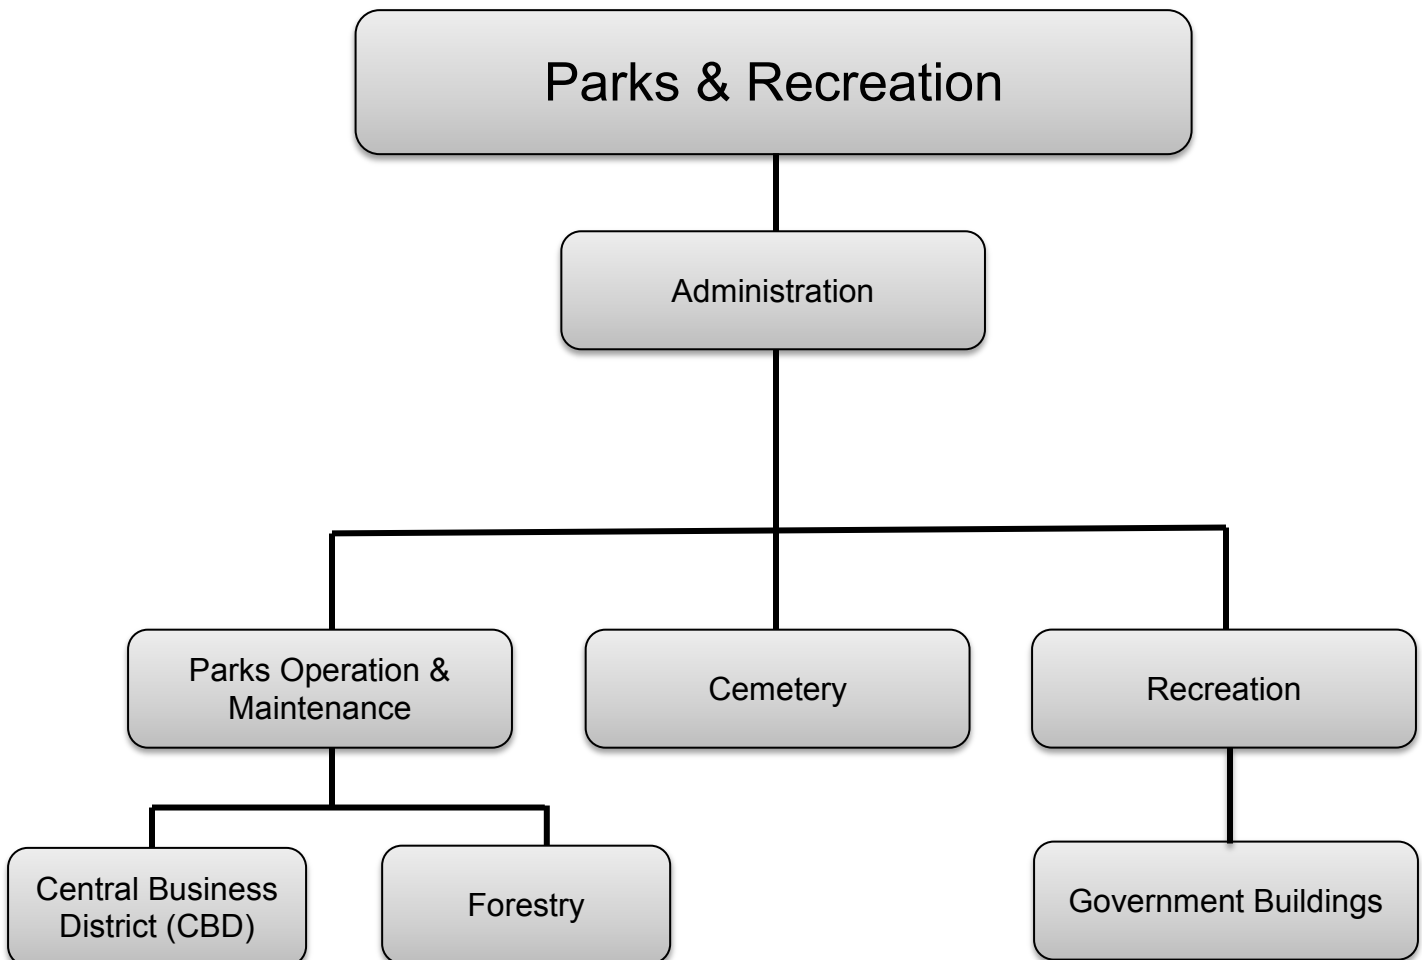 Parks & Recreation
Administration
Parks Operation &
Maintenance
Cemetery
Recreation
Central Business
District (CBD)
Forestry
Government Buildings